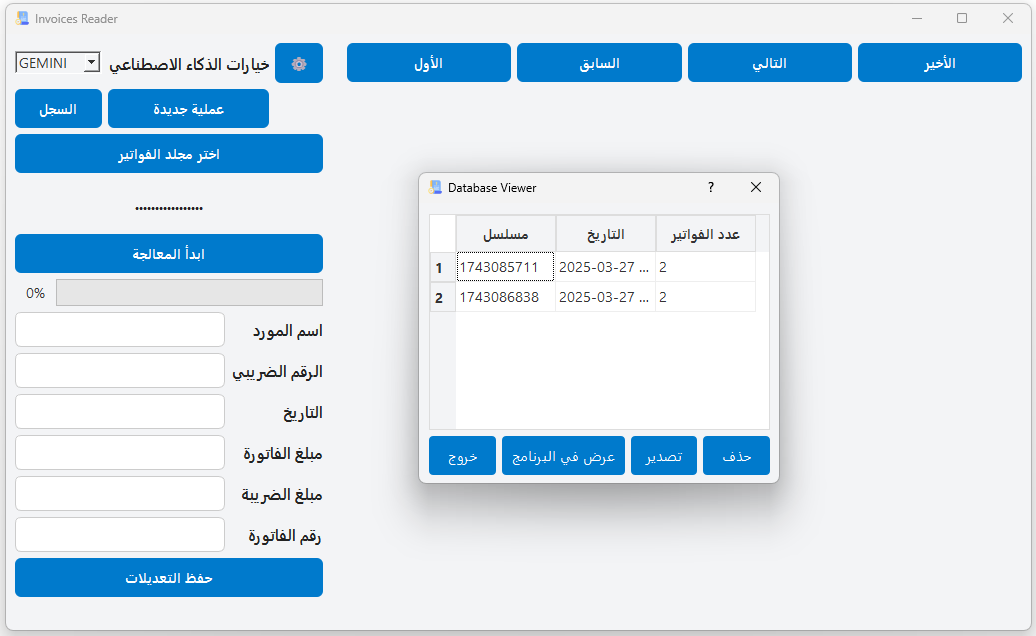 Invoices Reader
GEMINI خيارات الذكاء الاصطناعي
السجل عملية جديدة
اختر مجلد الفواتير
.................
ابدأ المعالجة
0%
اسم المورد
الرقم الضريبي
التاريخ
مبلغ الفاتورة
مبلغ الضريبة
رقم الفاتورة
حفظ التعديلات
الأول السابق التالي الأخير
Database Viewer ?
مسلسل التاريخ عدد الفواتير
1 1743085711 2025-03-27 ... 2
2 1743086838 2025-03-27 ... 2
خروج عرض في البرنامج تصدير حذف